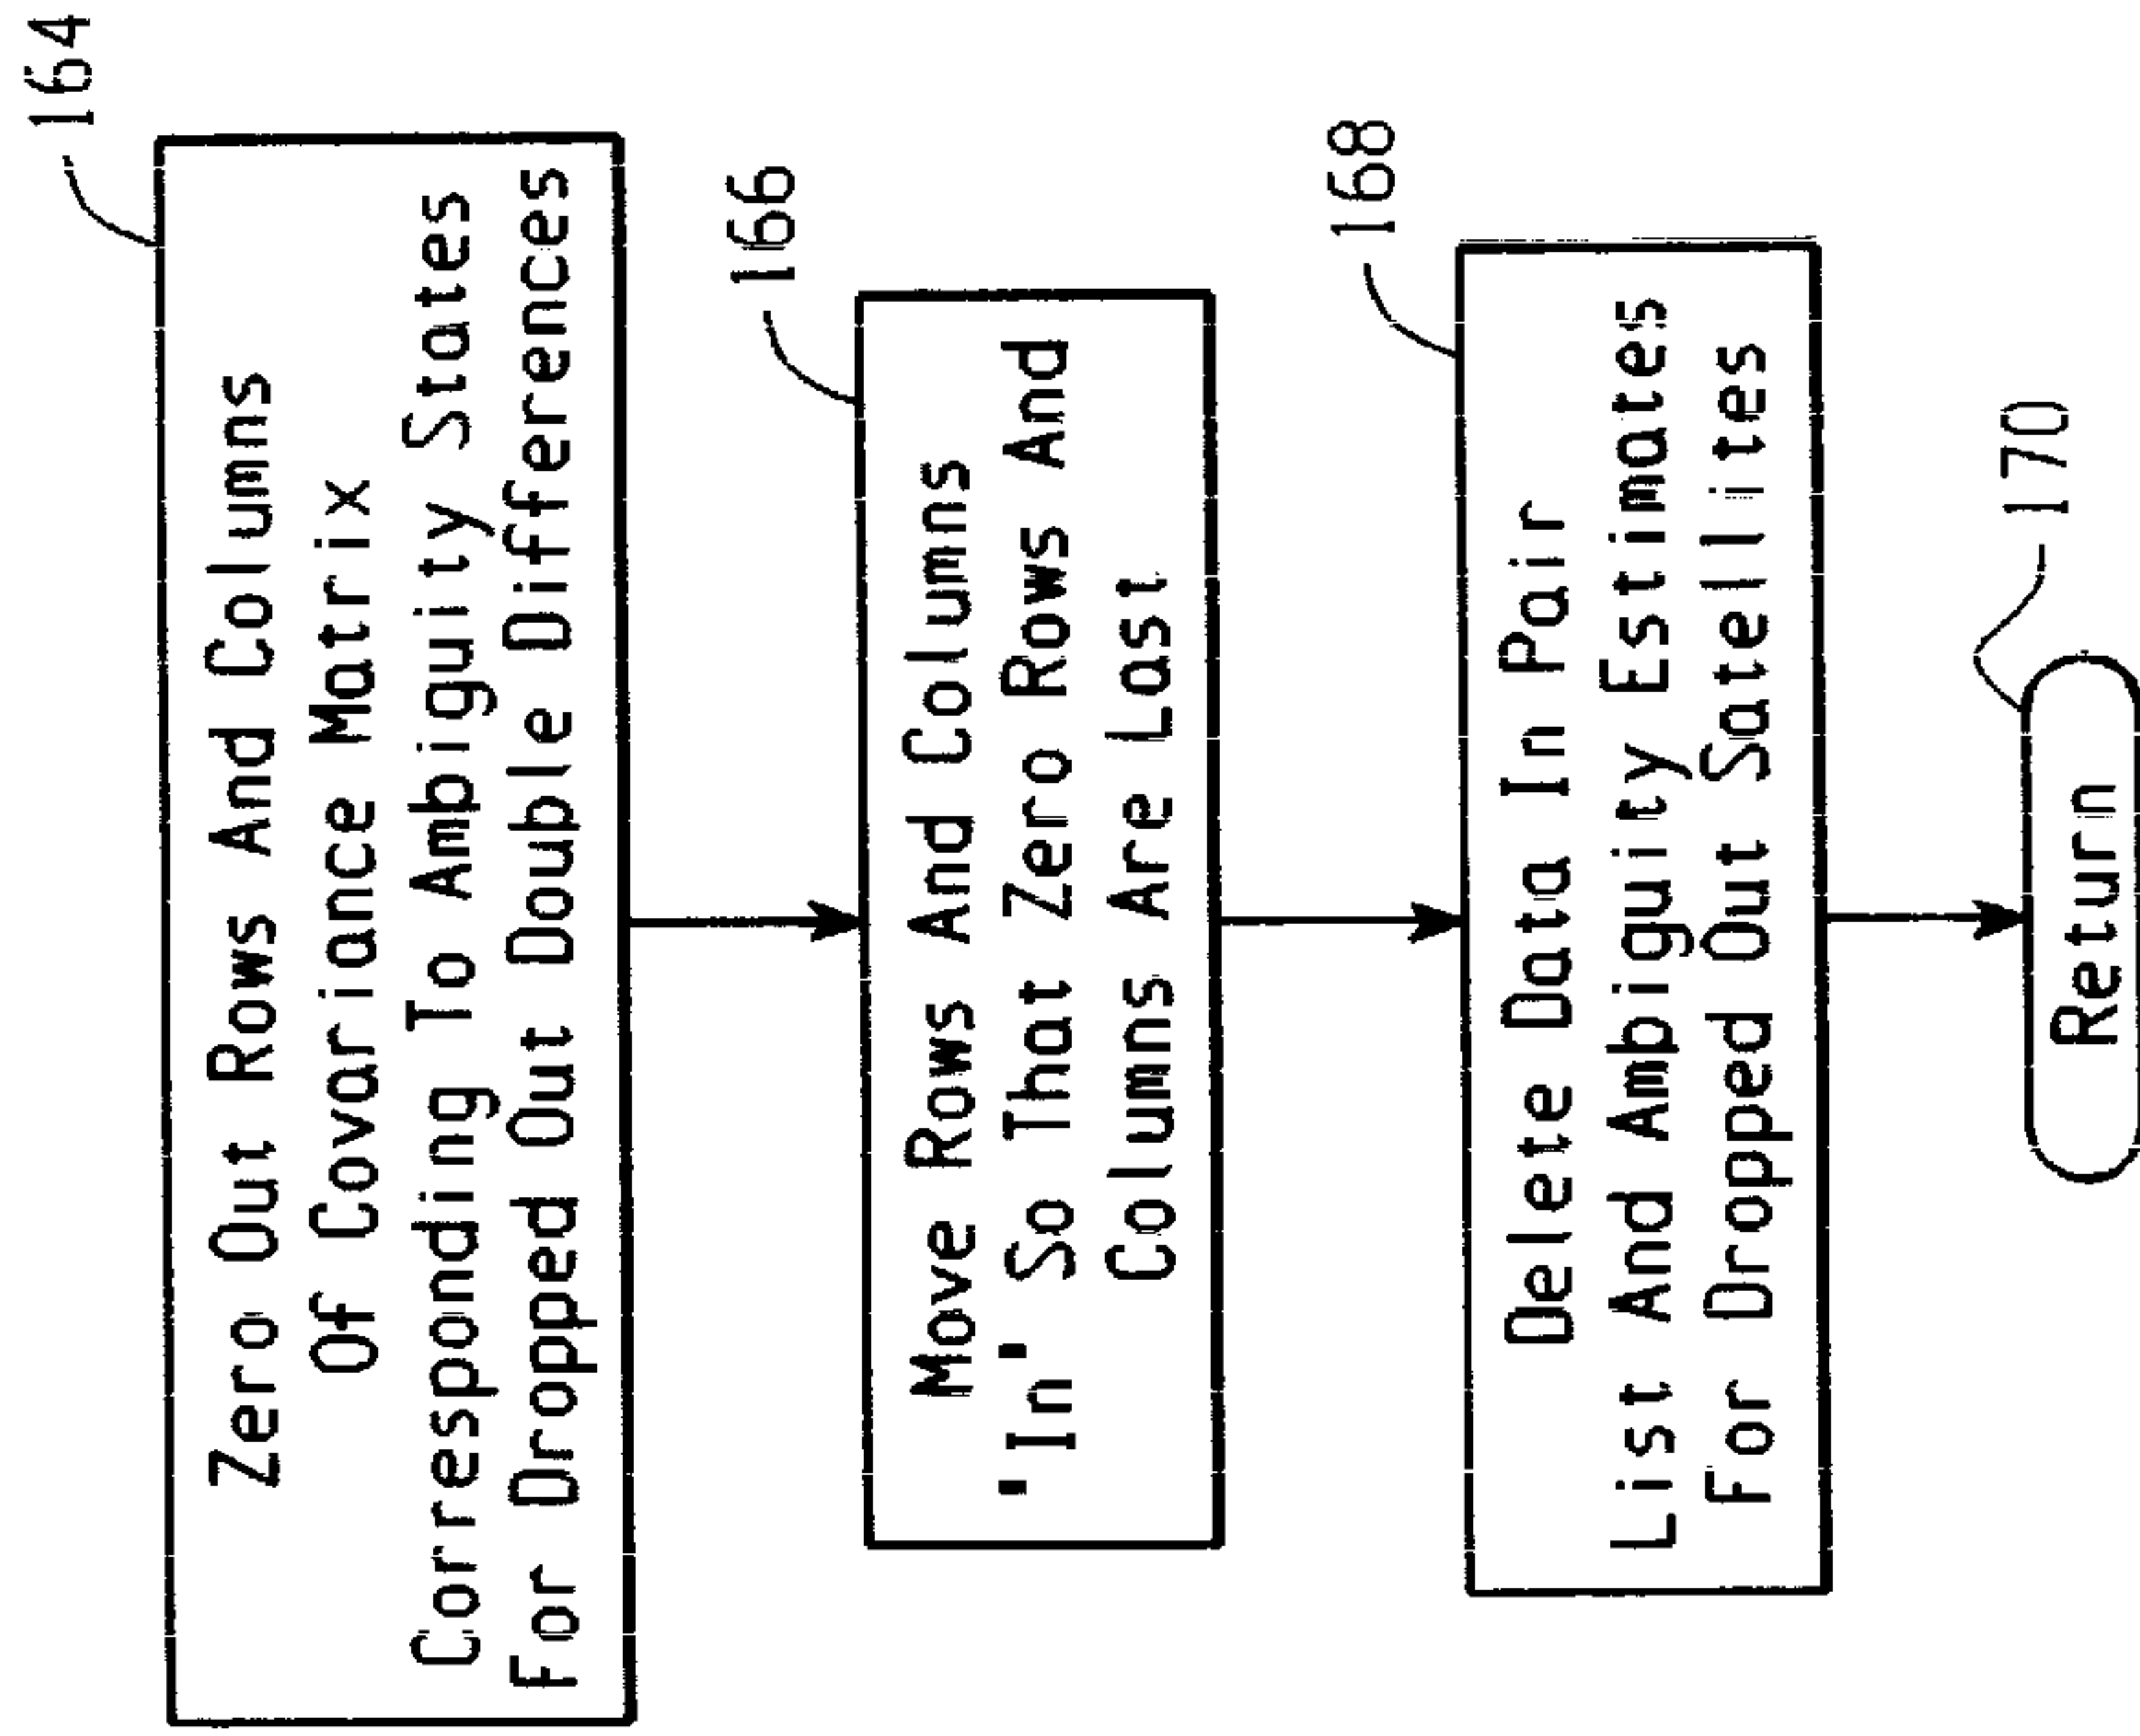 164
Zero Out Rows And Columns
Of Covariance Matrix
Corresponding To Ambiguity States
For Dropped Out Double Differences
166
Move Rows And Columns
'In' So That Zero Rows And
Columns Are Last
168
Delete Data In Pair
List And Ambiguity Estimates
For Dropped Out Satellites
170
Return